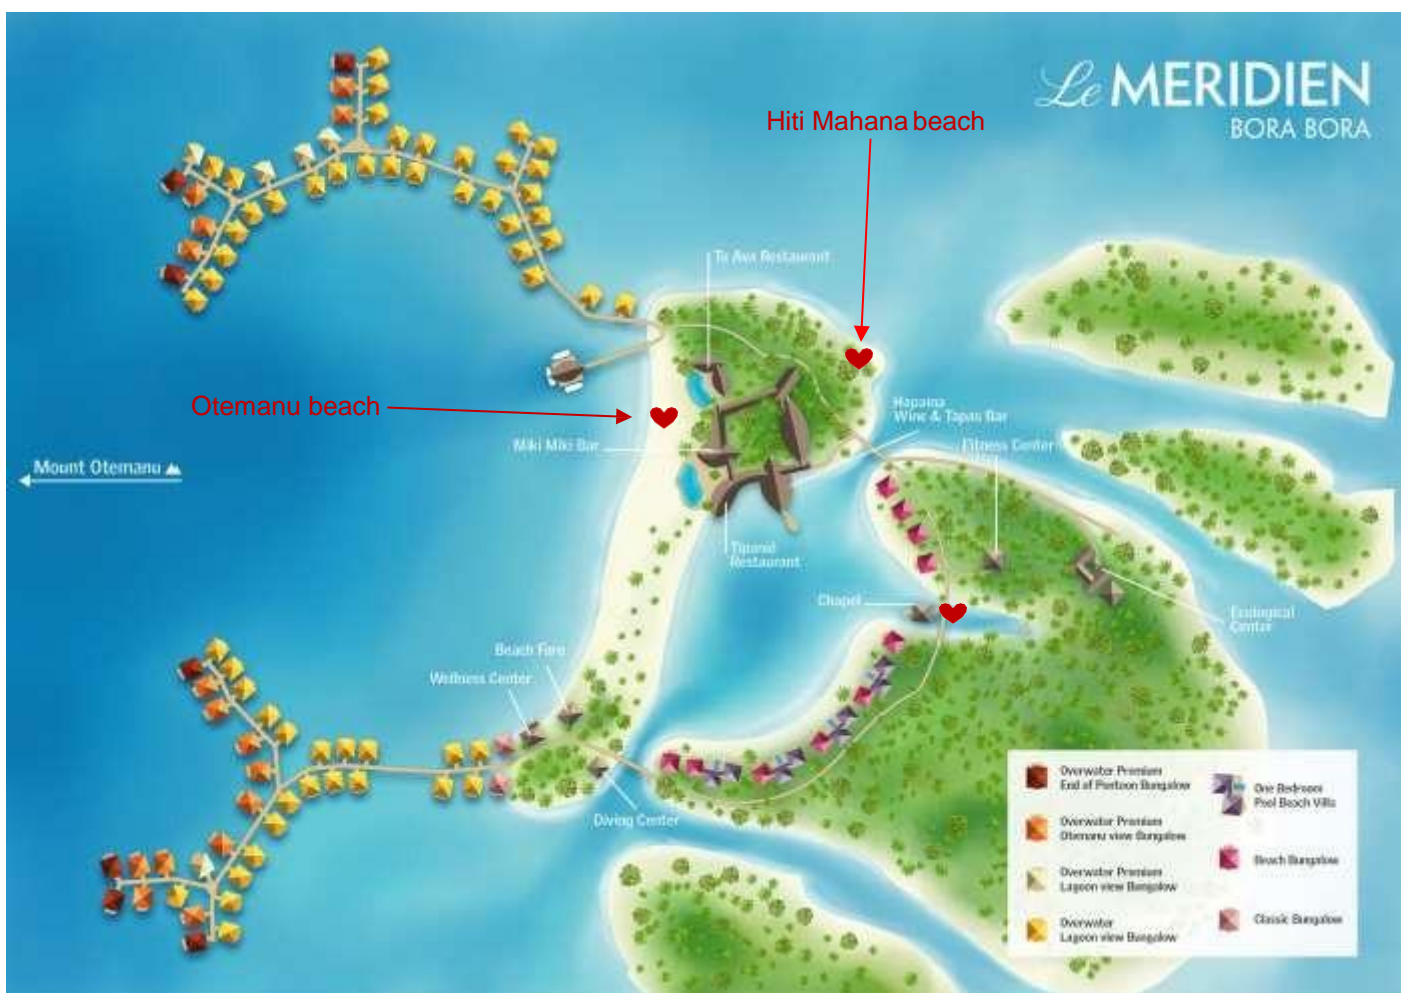 Le MERIDIEN
BORA BORA
Hiti Mahana beach
Te Ava Restaurant
Otemanu beach
Hapaina
Wine & Tapas Bar
Miki Miki Bar
Fitness Center
Mount Otemanu
Restaurant
Chapel
Ecological
Center
Beach Fare
Wellness Center
Diving Center
Overwater Premium
End of Pontoon Bungalow
One Bedroom
Pool Beach Villa
Overwater Premium
Otemanu view Bungalow
Beach Bungalow
Overwater Premium
Lagoon view Bungalow
Classic Bungalow
Overwater
Lagoon view Bungalow